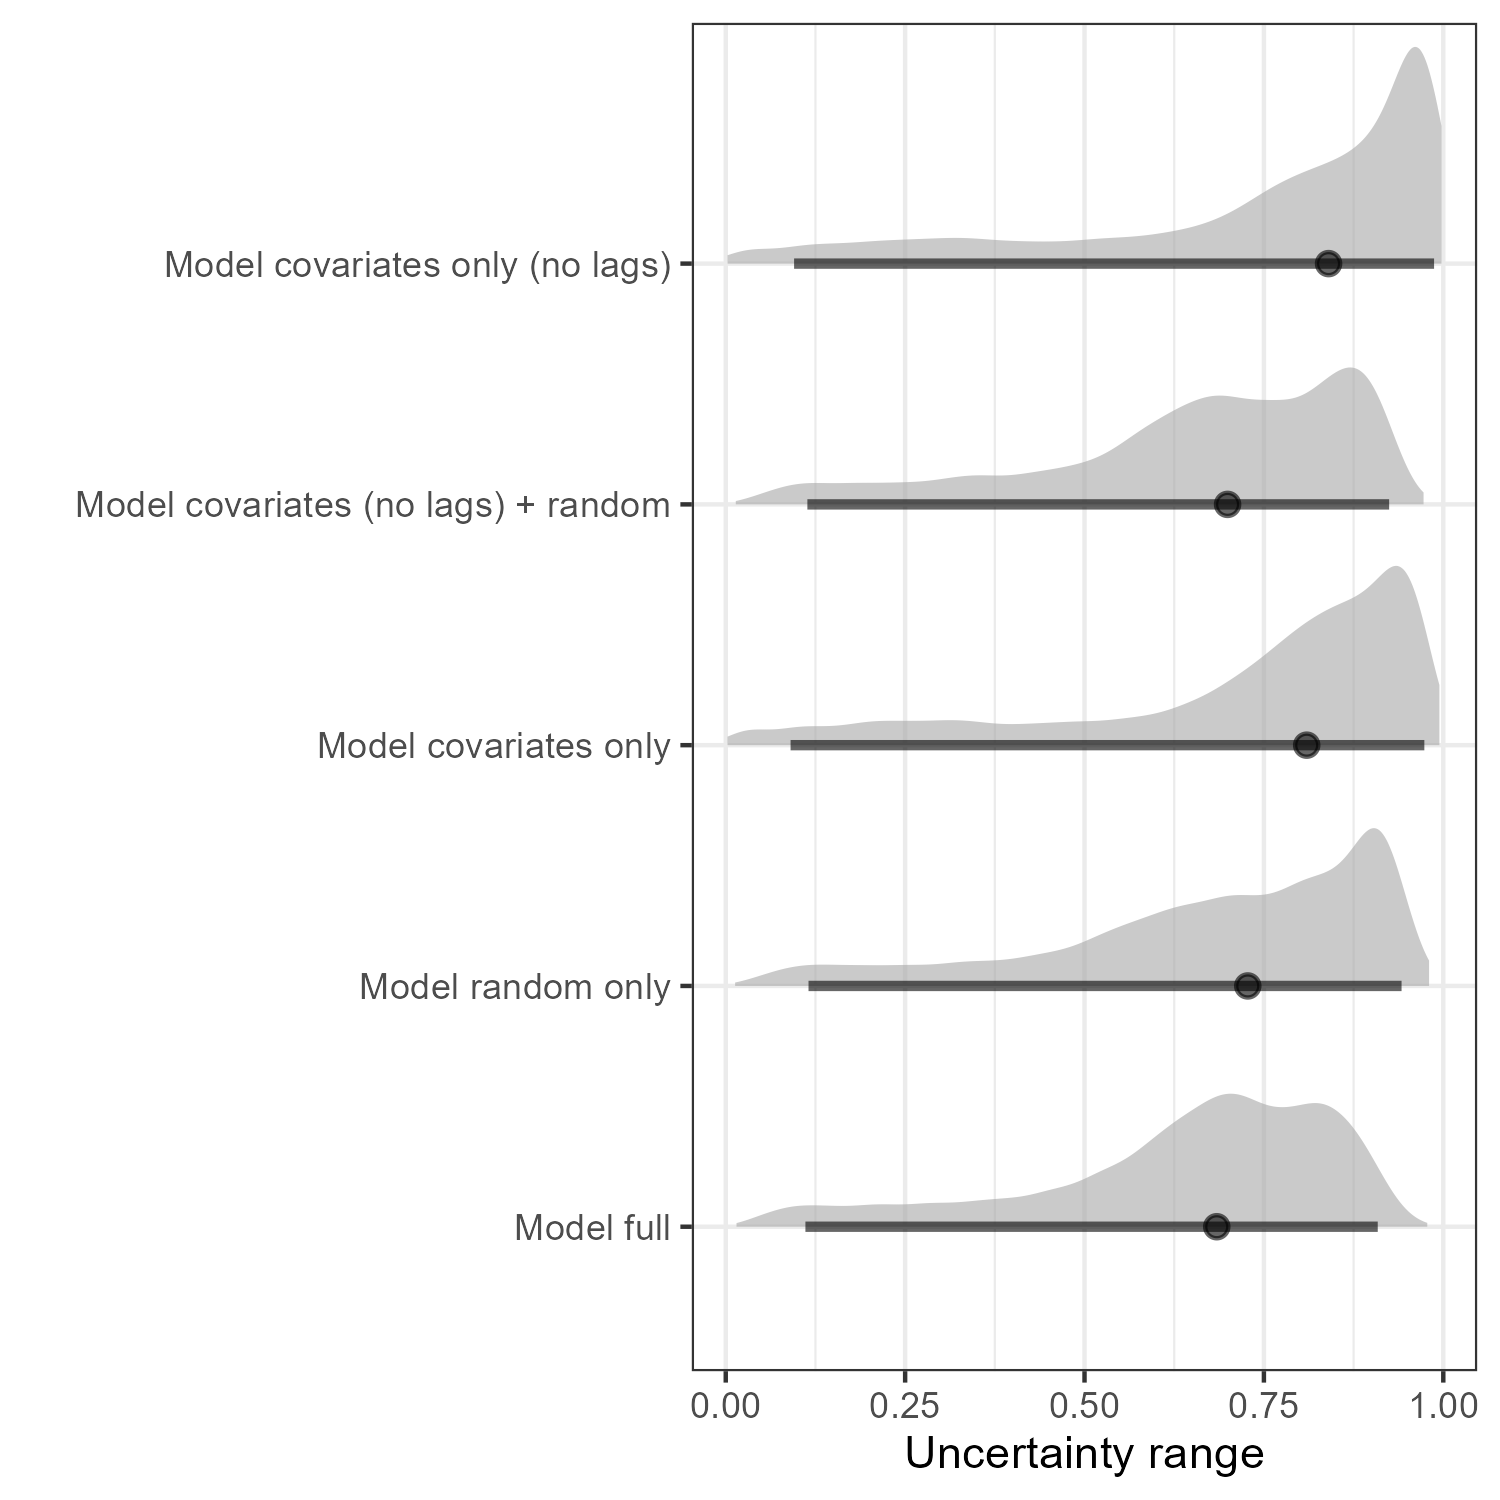 Model covariates only (no lags)
Model covariates (no lags) + random
Model covariates only
Model random only
Model full
0.00 0.25 0.50 0.75 1.00
Uncertainty range